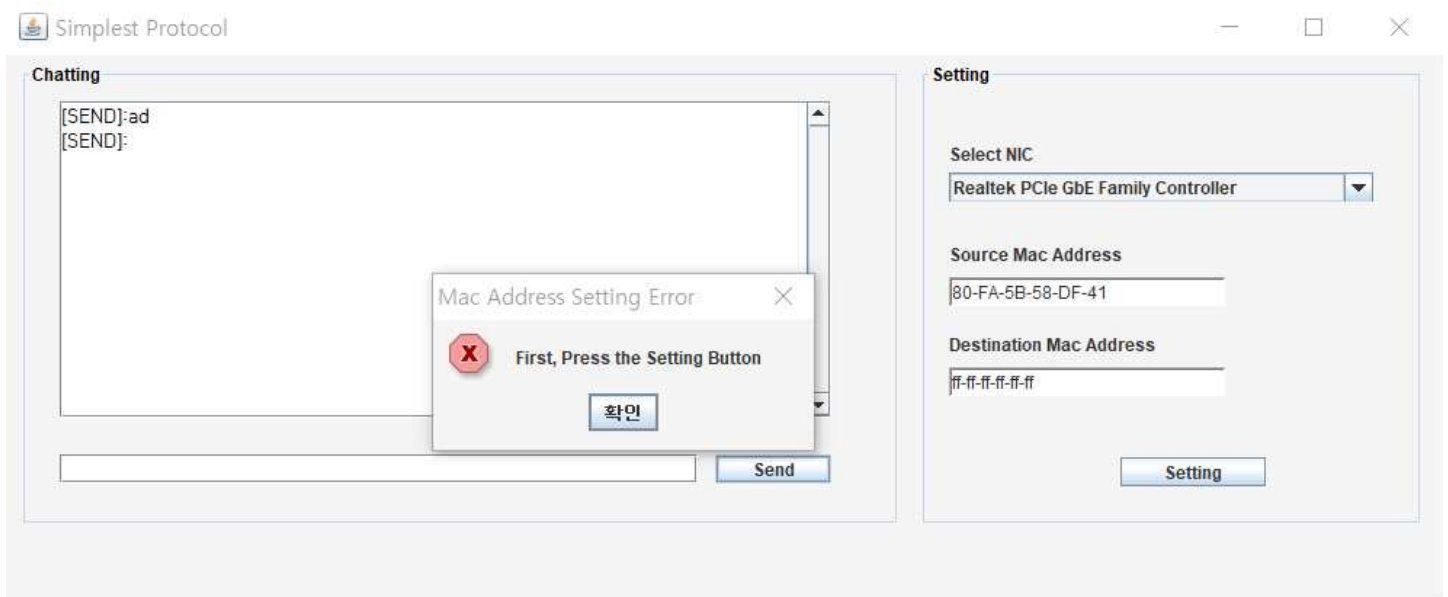 Simplest Protocol
Chatting
[SEND]:ad
[SEND]:
Send
Mac Address Setting Error
First, Press the Setting Button
확인
Setting
Select NIC
Realtek PCIe GbE Family Controller
Source Mac Address
80-FA-5B-58-DF-41
Destination Mac Address
ff-ff-ff-ff-ff-ff
Setting